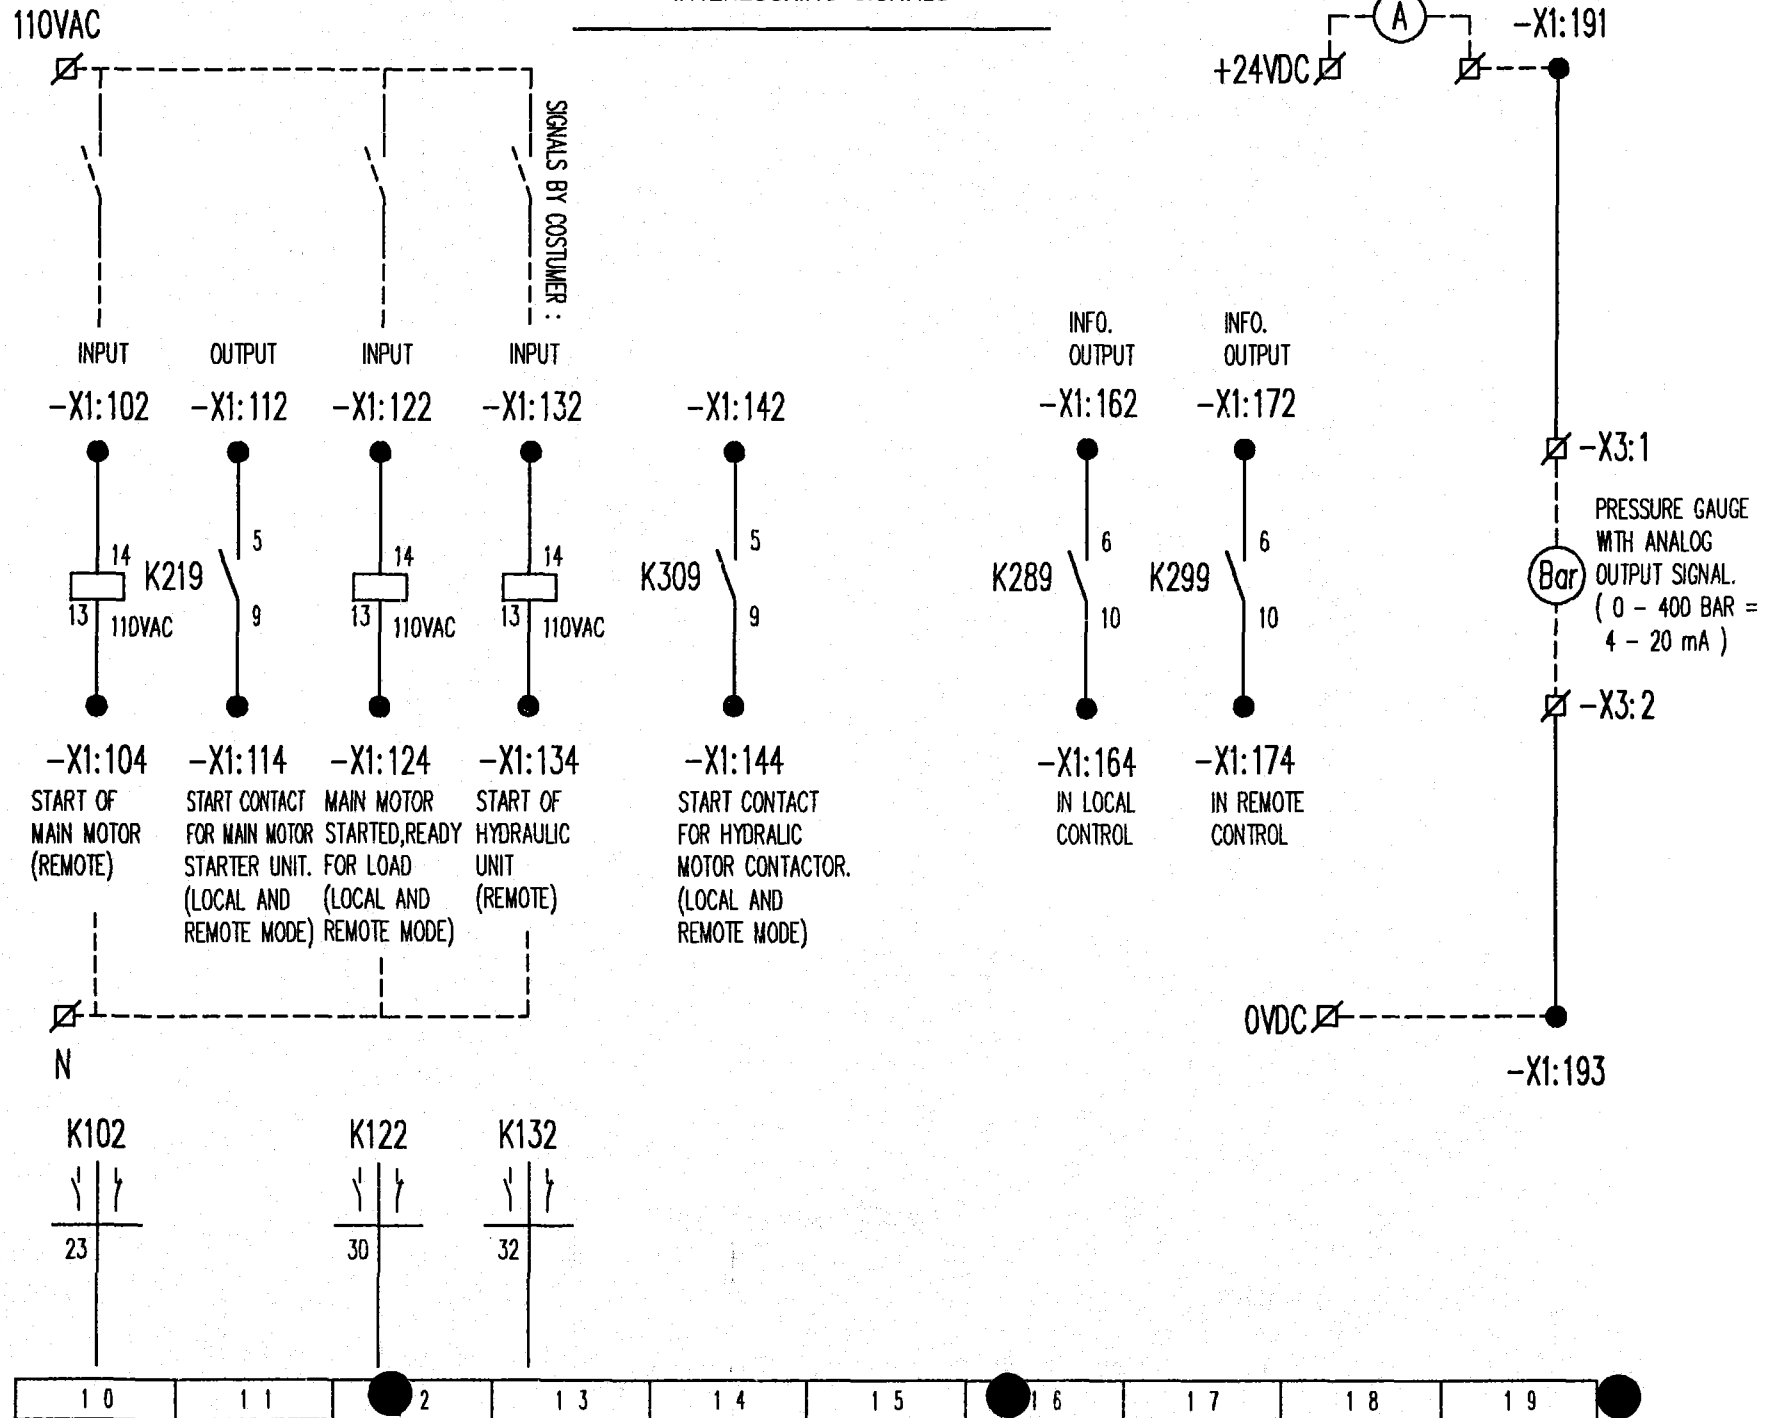 110VAC
A
-X1:191
+24VDC
SIGNALS BY COSTUMER :
INPUT
OUTPUT
INPUT
INPUT
INFO.
OUTPUT
INFO.
OUTPUT
-X1:102
-X1:112
-X1:122
-X1:132
-X1:142
-X1:162
-X1:172
-X3:1
14
13
110VAC
K219
5
9
14
13
110VAC
14
13
110VAC
K309
5
9
K289
6
10
K299
6
10
Bar
PRESSURE GAUGE
WITH ANALOG
OUTPUT SIGNAL.
( 0 - 400 BAR =
4 - 20 mA )
-X3:2
-X1:104
START OF
MAIN MOTOR
(REMOTE)
-X1:114
START CONTACT
FOR MAIN MOTOR
STARTER UNIT.
(LOCAL AND
REMOTE MODE)
-X1:124
MAIN MOTOR
STARTED,READY
FOR LOAD
(LOCAL AND
REMOTE MODE)
-X1:134
START OF
HYDRAULIC
UNIT
(REMOTE)
-X1:144
START CONTACT
FOR HYDRALIC
MOTOR CONTACTOR.
(LOCAL AND
REMOTE MODE)
-X1:164
IN LOCAL
CONTROL
-X1:174
IN REMOTE
CONTROL
N
0VDC
-X1:193
K102
23
K122
30
K132
32
10
11
2
13
14
15
16
17
18
19